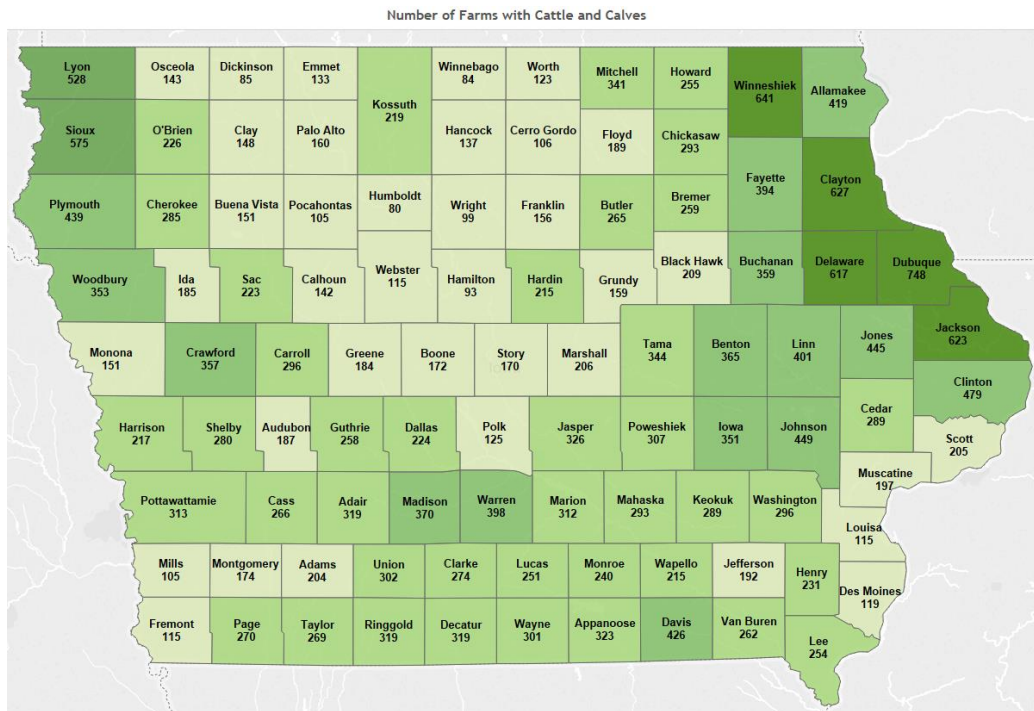 Number of Farms with Cattle and Calves
Lyon
528
Osceola
143
Dickinson
85
Emmet
133
Kossuth
219
Winnebago
84
Worth
123
Mitchell
341
Howard
255
Winneshiek
641
Allamakee
419
Sioux
575
O'Brien
226
Clay
148
Palo Alto
160
Hancock
137
Cerro Gordo
106
Floyd
189
Chickasaw
293
Fayette
394
Clayton
627
Plymouth
439
Cherokee
285
Buena Vista
151
Pocahontas
105
Humboldt
80
Wright
99
Franklin
156
Butler
265
Bremer
259
Woodbury
353
Ida
185
Sac
223
Calhoun
142
Webster
115
Hamilton
93
Hardin
215
Grundy
159
Black Hawk
209
Buchanan
359
Delaware
617
Dubuque
748
Monona
151
Crawford
357
Carroll
296
Greene
184
Boone
172
Story
170
Marshall
206
Tama
344
Benton
365
Linn
401
Jones
445
Jackson
623
Clinton
479
Harrison
217
Shelby
280
Audubon
187
Guthrie
258
Dallas
224
Polk
125
Jasper
326
Poweshiek
307
Iowa
351
Johnson
449
Cedar
289
Scott
205
Muscatine
197
Pottawattamie
313
Cass
266
Adair
319
Madison
370
Warren
398
Marion
312
Mahaska
293
Keokuk
289
Washington
296
Louisa
115
Mills
105
Montgomery
174
Adams
204
Union
302
Clarke
274
Lucas
251
Monroe
240
Wapello
215
Jefferson
192
Henry
231
Des Moines
119
Fremont
115
Page
270
Taylor
269
Ringgold
319
Decatur
319
Wayne
301
Appanoose
323
Davis
426
Van Buren
262
Lee
254